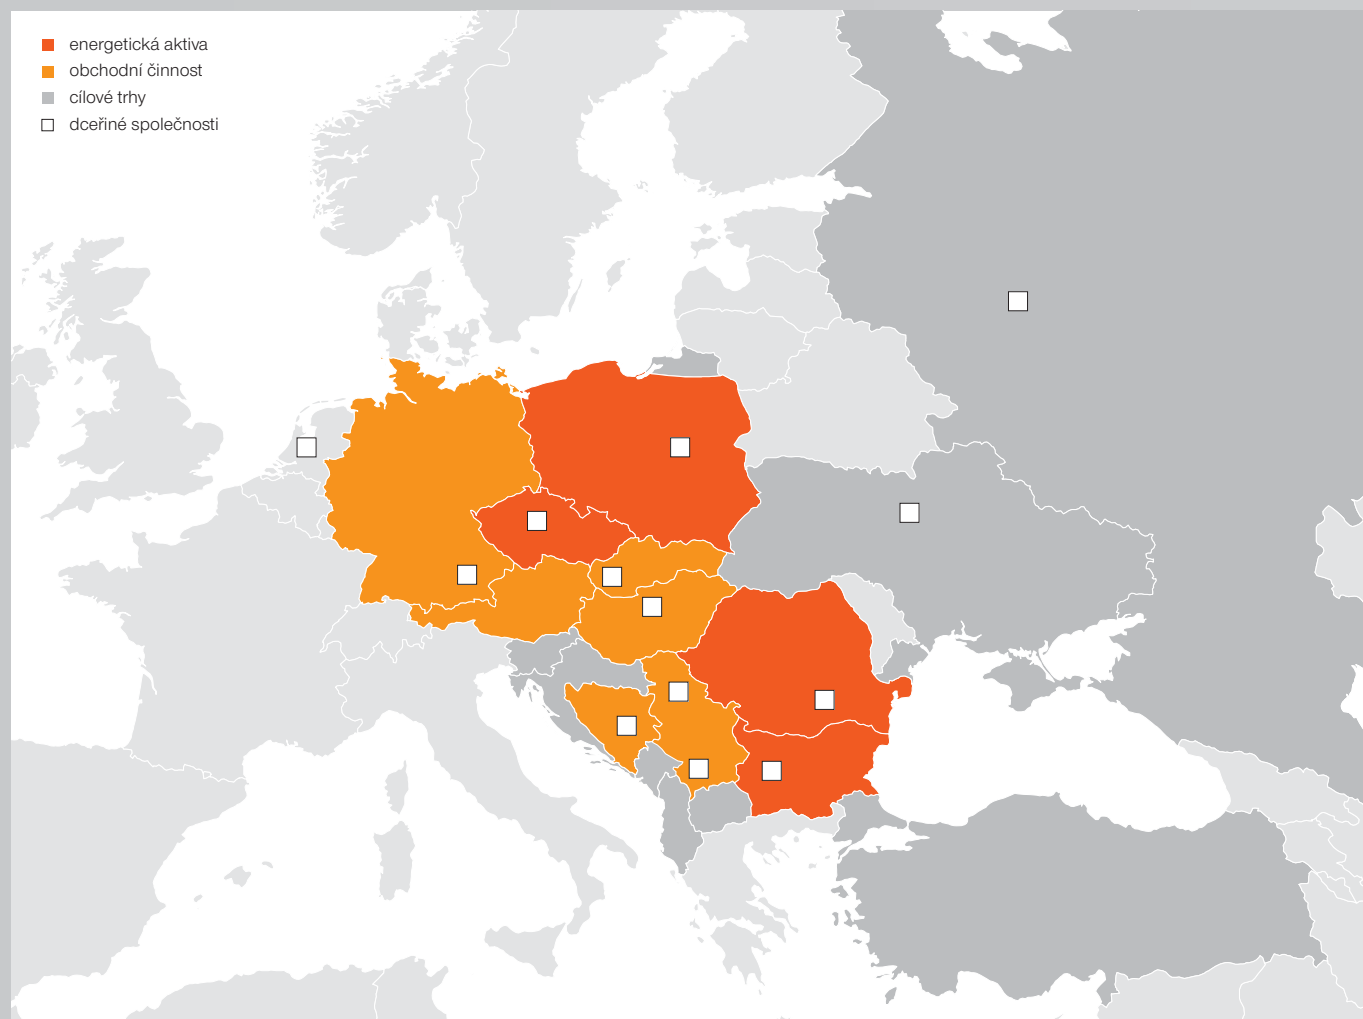 energetická aktiva
obchodní činnost
cílové trhy
dceřiné společnosti